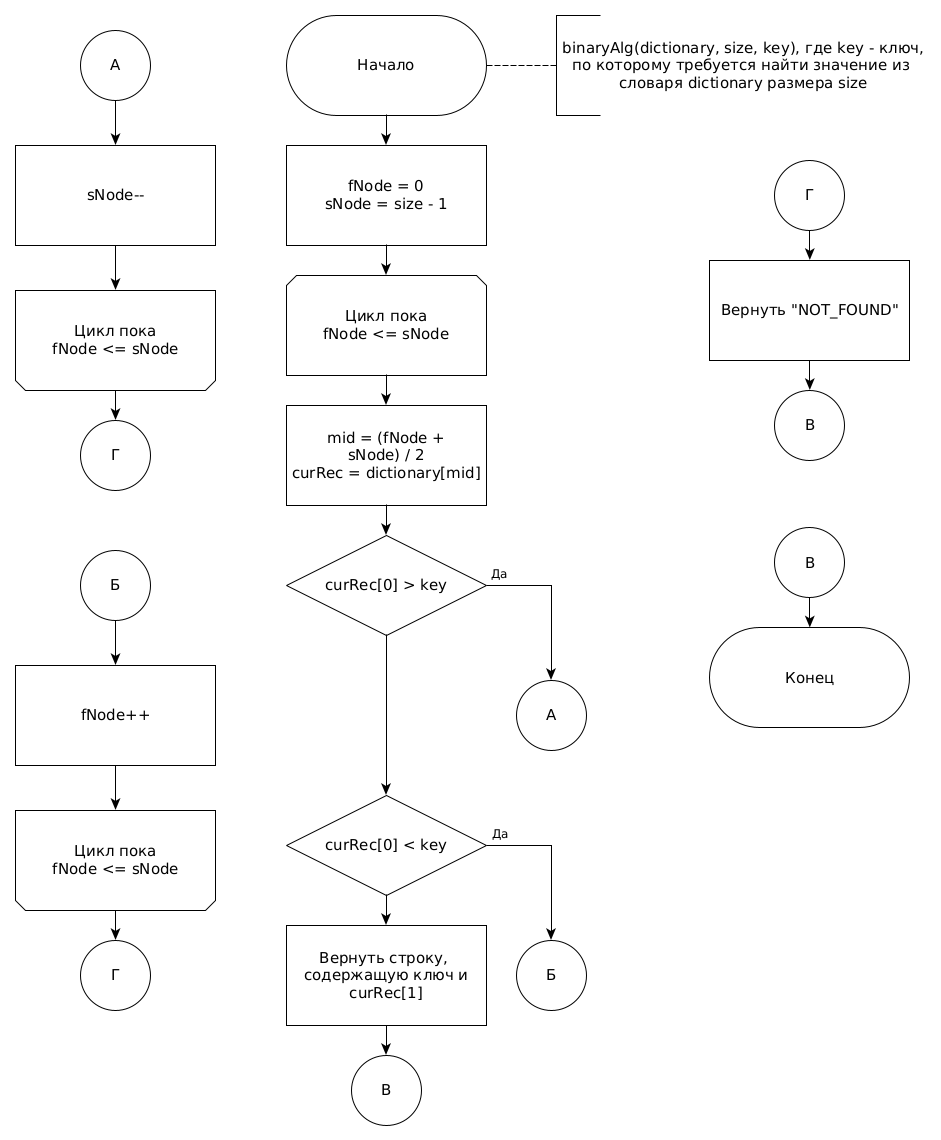 А
sNode--
Цикл пока
fNode <= sNode
Г
Б
fNode++
Цикл пока
fNode <= sNode
Г
Начало
binaryAlg(dictionary, size, key), где key - ключ,
по которому требуется найти значение из
словаря dictionary размера size
fNode = 0
sNode = size - 1
Цикл пока
fNode <= sNode
mid = (fNode +
sNode) / 2
curRec = dictionary[mid]
curRec[0] > key
Да
А
curRec[0] < key
Да
Б
Вернуть строку,
содержащую ключ и
curRec[1]
В
Г
Вернуть "NOT_FOUND"
В
В
Конец